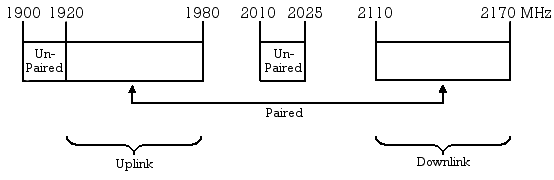 1900 1920 1980 2010 2025 2110 2170 MHz
Un-
Paired
Un-
Paired
Paired
Uplink
Downlink